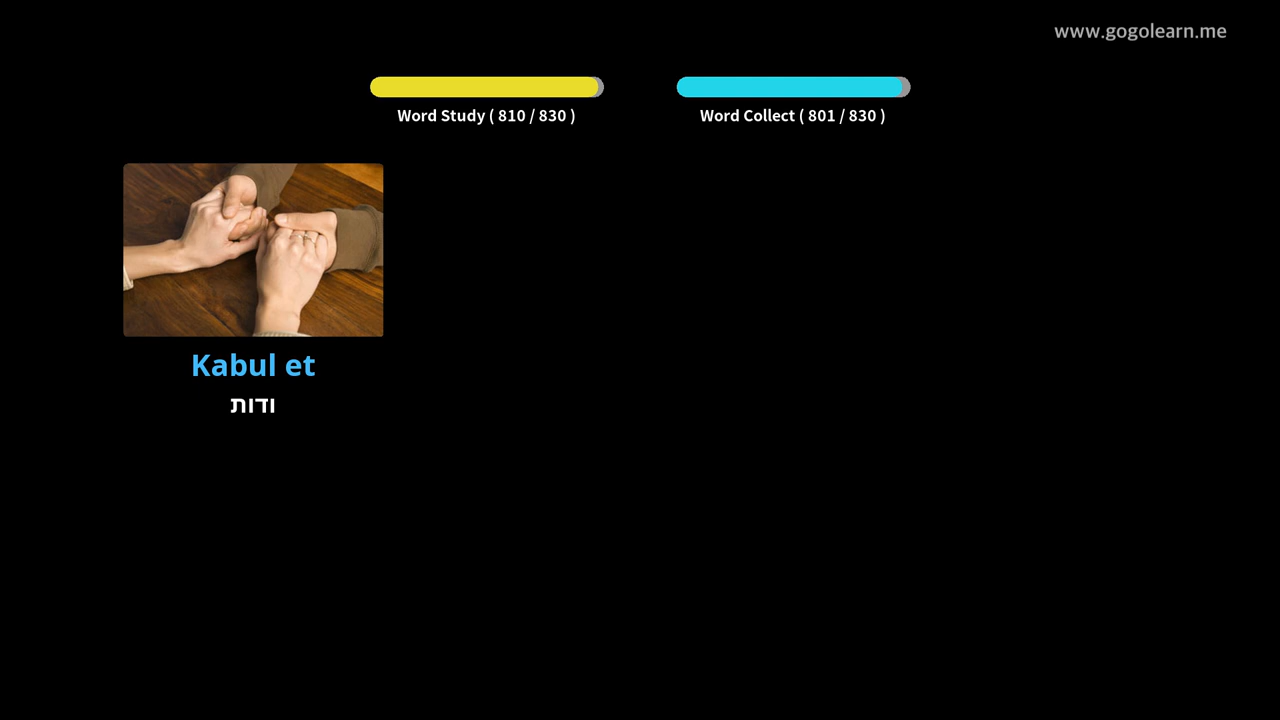 www.gogolearn.me
Word Study ( 810 / 830 )
Word Collect ( 801 / 830 )
Kabul et
ודות